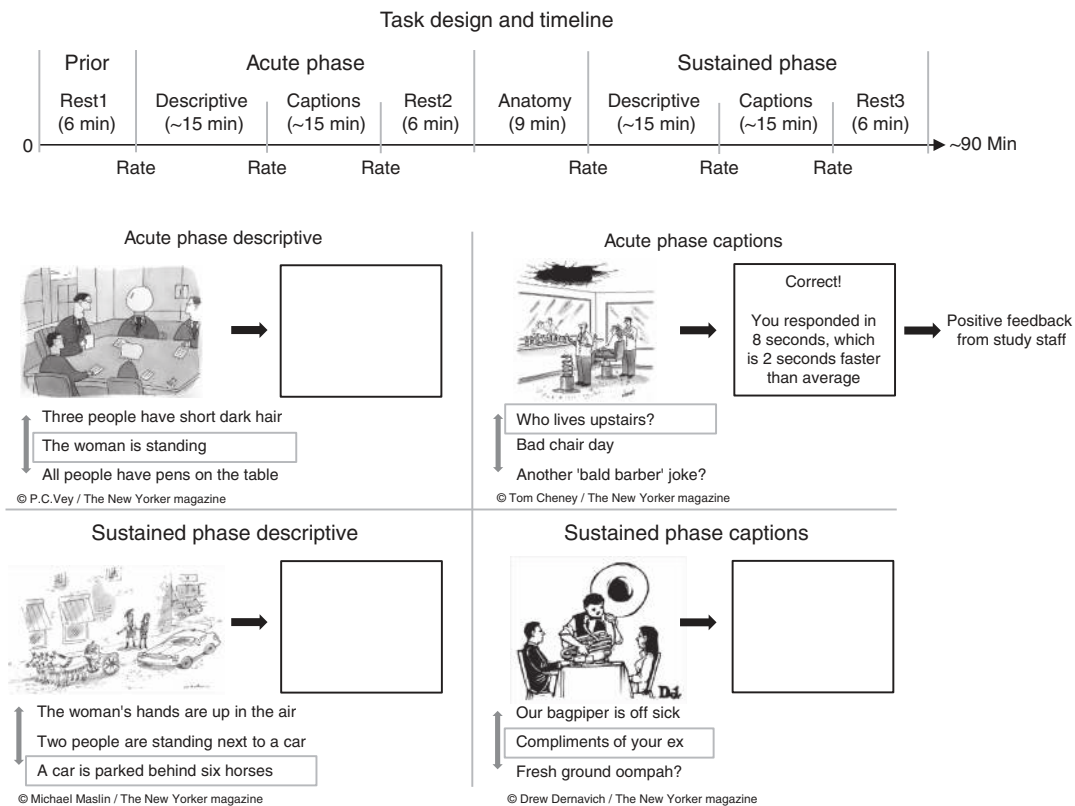 Task design and timeline
Prior
Acute phase
Sustained phase
Rest1
(6 min)
Descriptive
(~15 min)
Captions
(~15 min)
Rest2
(6 min)
Anatomy
(9 min)
Descriptive
(~15 min)
Captions
(~15 min)
Rest3
(6 min)
0
~90 Min
Rate
Rate
Rate
Rate
Rate
Rate
Acute phase descriptive
Three people have short dark hair
The woman is standing
All people have pens on the table
© P.C.Vey / The New Yorker magazine
Acute phase captions
Correct!
You responded in
8 seconds, which
is 2 seconds faster
than average
Positive feedback
from study staff
Who lives upstairs?
Bad chair day
Another 'bald barber' joke?
© Tom Cheney / The New Yorker magazine
Sustained phase descriptive
The woman's hands are up in the air
Two people are standing next to a car
A car is parked behind six horses
© Michael Maslin / The New Yorker magazine
Sustained phase captions
Our bagpiper is off sick
Compliments of your ex
Fresh ground oompah?
© Drew Dernavich / The New Yorker magazine